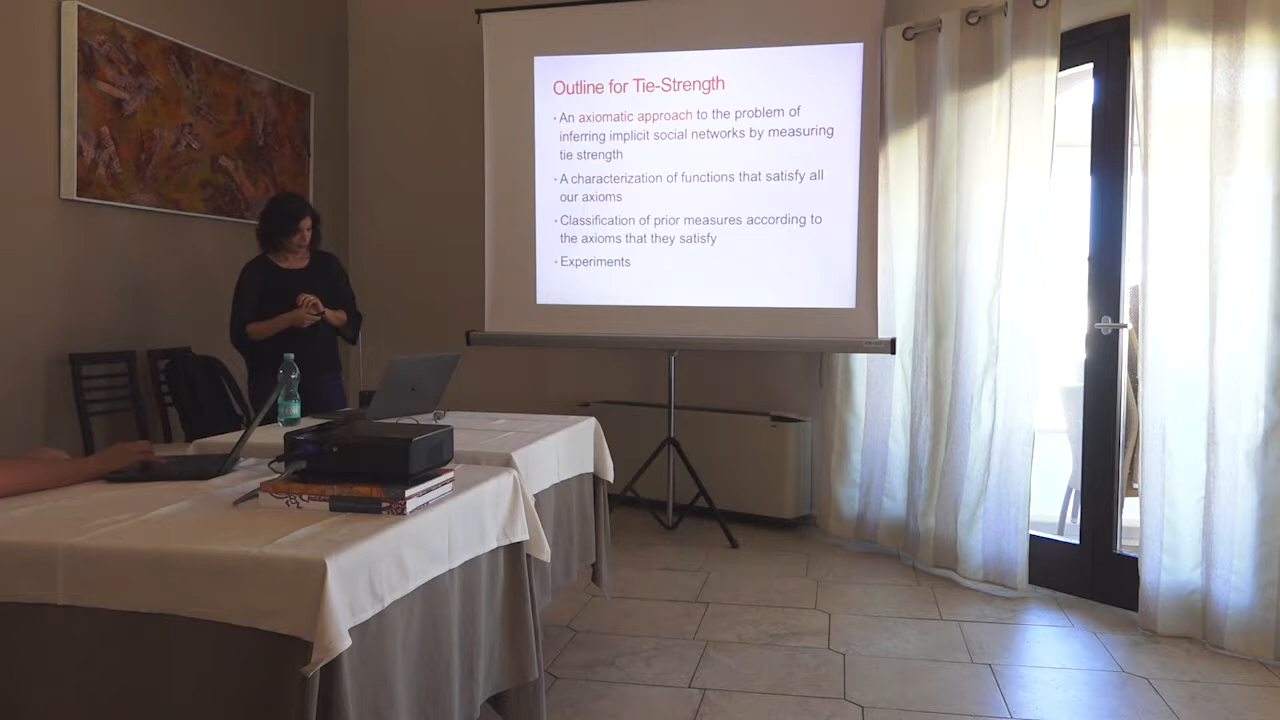 Outline for Tie-Strength
• An axiomatic approach to the problem of
inferring implicit social networks by measuring
tie strength
• A characterization of functions that satisfy all
our axioms
• Classification of prior measures according to
the axioms that they satisfy
• Experiments